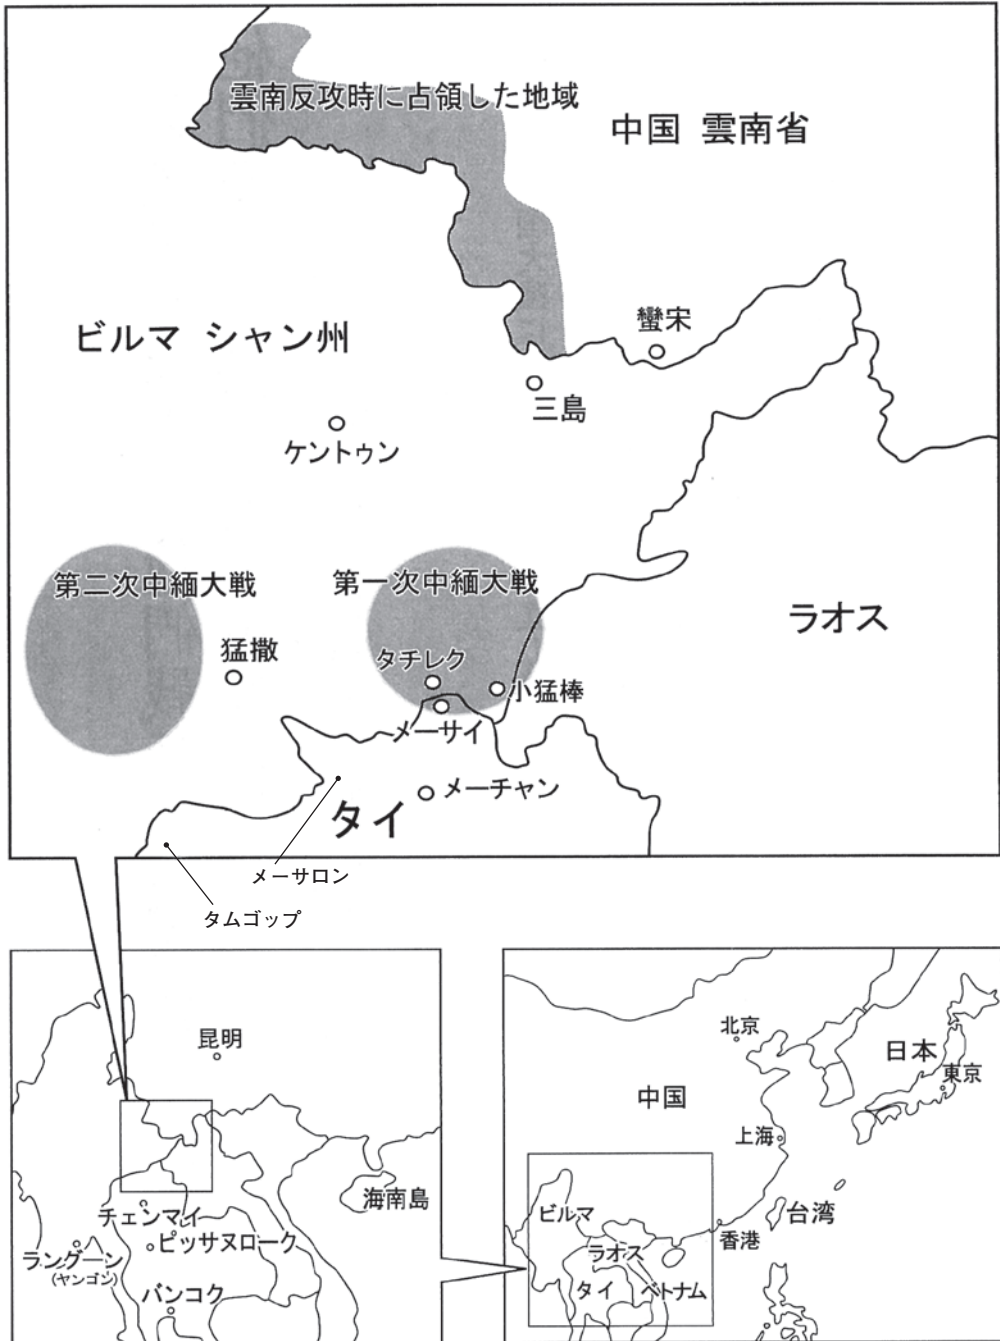 雲南反攻時に占領した地域
中国 雲南省
ビルマ シャン州
蠻宋
三島
ケントゥン
第二次中緬大戦
第一次中緬大戦
ラオス
猛撒
タチレク
小猛棒
メーサイ
メーチャン
タイ
メーサロン
タムゴップ
昆明
海南島
チェンマイ
ピッサヌローク
ラングーン
(ヤンゴン)
バンコク
北京
日本
東京
中国
上海
台湾
香港
ビルマ
ラオス
タイ
ベトナム